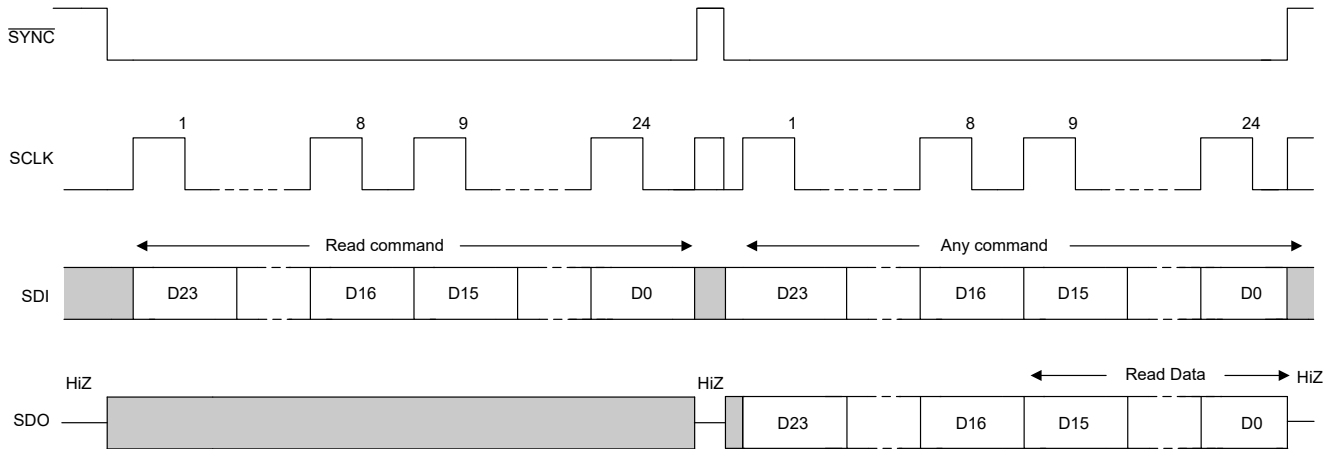 SYNC
1 8 9 24 1 8 9 24
SCLK
Read command Any command
SDI D23 D16 D15 D0 D23 D16 D15 D0
HiZ HiZ Read Data HiZ
SDO D23 D16 D15 D0